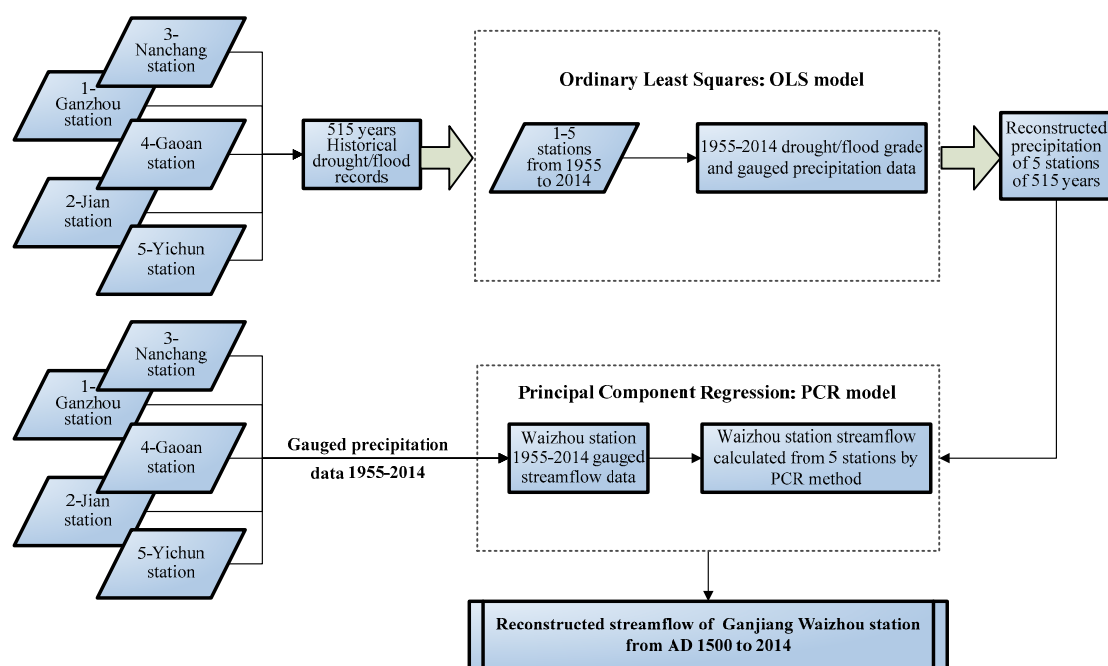 3-
Nanchang
station
1-
Ganzhou
station
4-Gaoan
station
2-Jian
station
5-Yichun
station
515 years
Historical
drought/flood
records
Ordinary Least Squares: OLS model
1-5
stations
from 1955
to 2014
1955-2014 drought/flood grade
and gauged precipitation data
Reconstructed
precipitation
of 5 stations
of 515 years
3-
Nanchang
station
1-
Ganzhou
station
4-Gaoan
station
2-Jian
station
5-Yichun
station
Gauged precipitation
data 1955-2014
Principal Component Regression: PCR model
Waizhou station
1955-2014 gauged
streamflow data
Waizhou station streamflow
calculated from 5 stations by
PCR method
Reconstructed streamflow of Ganjiang Waizhou station
from AD 1500 to 2014